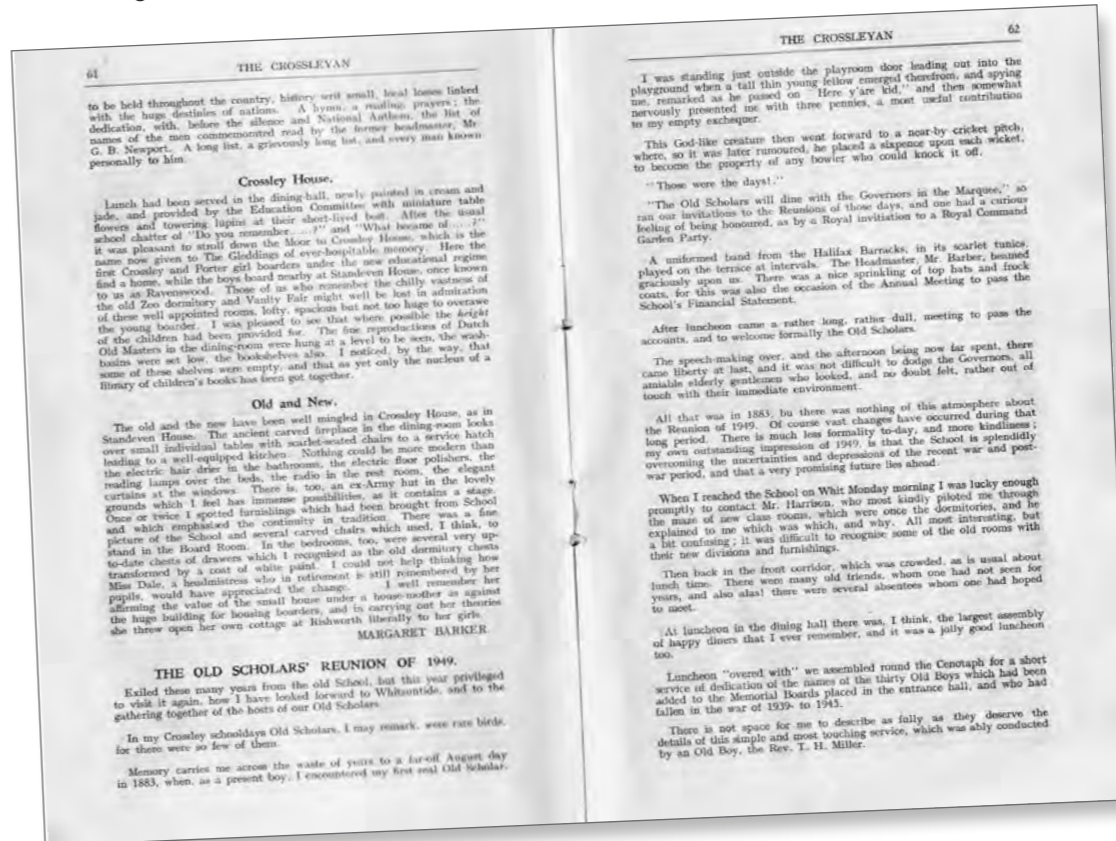 61
THE CROSSLEYAN
to be held throughout the country, history writ small, local losses linked
with the huge destinies of nations. A hymn, a reading, prayers; the
dedication, with, before the silence and National Anthem, the list of
names of the men commemorated read by the former headmaster, Mr.
G. B. Newport. A long list, a grievously long list, and every man known
personally to him.
Crossley House.
Lunch had been served in the dining-hall, newly painted in cream and
jade, and provided by the Education Committee with miniature table
flowers and towering lupins at their short-lived best. After the usual
school chatter of "Do you remember.....?" and "What became of.....?"
it was pleasant to stroll down the Moor to Crossley House, which is the
name now given to The Gleddings of ever-hospitable memory. Here the
first Crossley and Porter girl boarders under the new educational regime
find a home, while the boys board nearby at Standeven House, once known
to us as Ravenswood. Those of us who remember the chilly vastness of
the old Zoo dormitory and Vanity Fair might well be lost in admiration
of these well appointed rooms, lofty, spacious but not too huge to overawe
the young boarder. I was pleased to see that where possible the height
of the children had been provided for. The fine reproductions of Dutch
Old Masters in the dining-room were hung at a level to be seen, the wash-
basins were set low, the bookshelves also. I noticed, by the way, that
some of these shelves were empty, and that as yet only the nucleus of a
library of children's books has been got together.
Old and New.
The old and the new have been well mingled in Crossley House, as in
Standeven House. The ancient carved fireplace in the dining-room looks
over small individual tables with scarlet-seated chairs to a service hatch
leading to a well-equipped kitchen. Nothing could be more modern than
the electric hair drier in the bathrooms, the electric floor polishers, the
reading lamps over the beds, the radio in the rest room, the elegant
curtains at the windows. There is, too, an ex-Army hut in the lovely
grounds which I feel has immense possibilities, as it contains a stage.
Once or twice I spotted furnishings which had been brought from School
and which emphasised the continuity in tradition. There was a fine
picture of the School and several carved chairs which used, I think, to
stand in the Board Room. In the bedrooms, too, were several very up-
to-date chests of drawers which I recognised as the old dormitory chests
transformed by a coat of white paint. I could not help thinking how
Miss Dale, a headmistress who in retirement is still remembered by her
pupils, would have appreciated the change. I well remember her
affirming the value of the small house under a house-mother as against
the huge building for housing boarders, and in carrying out her theories
she threw open her own cottage at Rishworth liberally to her girls.
MARGARET BARKER.
THE OLD SCHOLARS' REUNION OF 1949.
Exiled these many years from the old School, but this year privileged
to visit it again, how I have looked forward to Whitsuntide, and to the
gathering together of the hosts of our Old Scholars.
In my Crossley schooldays Old Scholars, I may remark, were rare birds,
for there were so few of them.
Memory carries me across the waste of years to a far-off August day
in 1883, when, as a present boy, I encountered my first real Old Scholar.
THE CROSSLEYAN
62
I was standing just outside the playroom door leading out into the
playground when a tall thin young fellow emerged therefrom, and spying
me, remarked as he passed on "Here y'are kid," and then somewhat
nervously presented me with three pennies, a most useful contribution
to my empty exchequer.
This God-like creature then went forward to a near-by cricket pitch,
where, so it was later rumoured, he placed a sixpence upon each wicket,
to become the property of any bowler who could knock it off.
"Those were the days!."
"The Old Scholars will dine with the Governors in the Marquee," so
ran our invitations to the Reunions of those days, and one had a curious
feeling of being honoured, as by a Royal invitiation to a Royal Command
Garden Party.
A uniformed band from the Halifax Barracks, in its scarlet tunics,
played on the terrace at intervals. The Headmaster, Mr. Barber, beamed
graciously upon us. There was a nice sprinkling of top hats and frock
coats, for this was also the occasion of the Annual Meeting to pass the
School's Financial Statement.
After luncheon came a rather long, rather dull, meeting to pass the
accounts, and to welcome formally the Old Scholars.
The speech-making over, and the afternoon being now far spent, there
came liberty at last, and it was not difficult to dodge the Governors, all
amiable elderly gentlemen who looked, and no doubt felt, rather out of
touch with their immediate environment.
All that was in 1883, bu there was nothing of this atmosphere about
the Reunion of 1949. Of course vast changes have occurred during that
long period. There is much less formality to-day, and more kindliness;
my own outstanding impression of 1949, is that the School is splendidly
overcoming the uncertainties and depressions of the recent war and post-
war period, and that a very promising future lies ahead.
When I reached the School on Whit Monday morning I was lucky enough
promptly to contact Mr. Harrison, who most kindly piloted me through
the maze of new class rooms, which were once the dormitories, and he
explained to me which was which, and why. All most interesting, but
a bit confusing; it was difficult to recognise some of the old rooms with
their new divisions and furnishings.
Then back in the front corridor, which was crowded, as is usual about
lunch time. There were many old friends, whom one had not seen for
years, and also alas! there were several absentees whom one had hoped
to meet.
At luncheon in the dining hall there was, I think, the largest assembly
of happy diners that I ever remember, and it was a jolly good luncheon
too.
Luncheon "overed with" we assembled round the Cenotaph for a short
service of dedication of the names of the thirty Old Boys which had been
added to the Memorial Boards placed in the entrance hall, and who had
fallen in the war of 1939- to 1945.
There is not space for me to describe as fully as they deserve the
details of this simple and most touching service, which was ably conducted
by an Old Boy, the Rev. T. H. Miller.